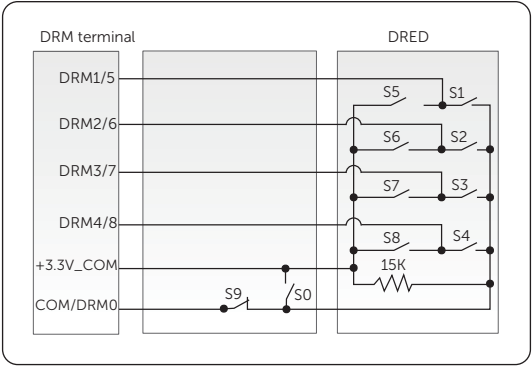 DRM terminal
DRED
DRM1/5
S5
S1
DRM2/6
S6
S2
DRM3/7
S7
S3
DRM4/8
S8
S4
+3.3V_COM
15K
COM/DRM0
S9
S0